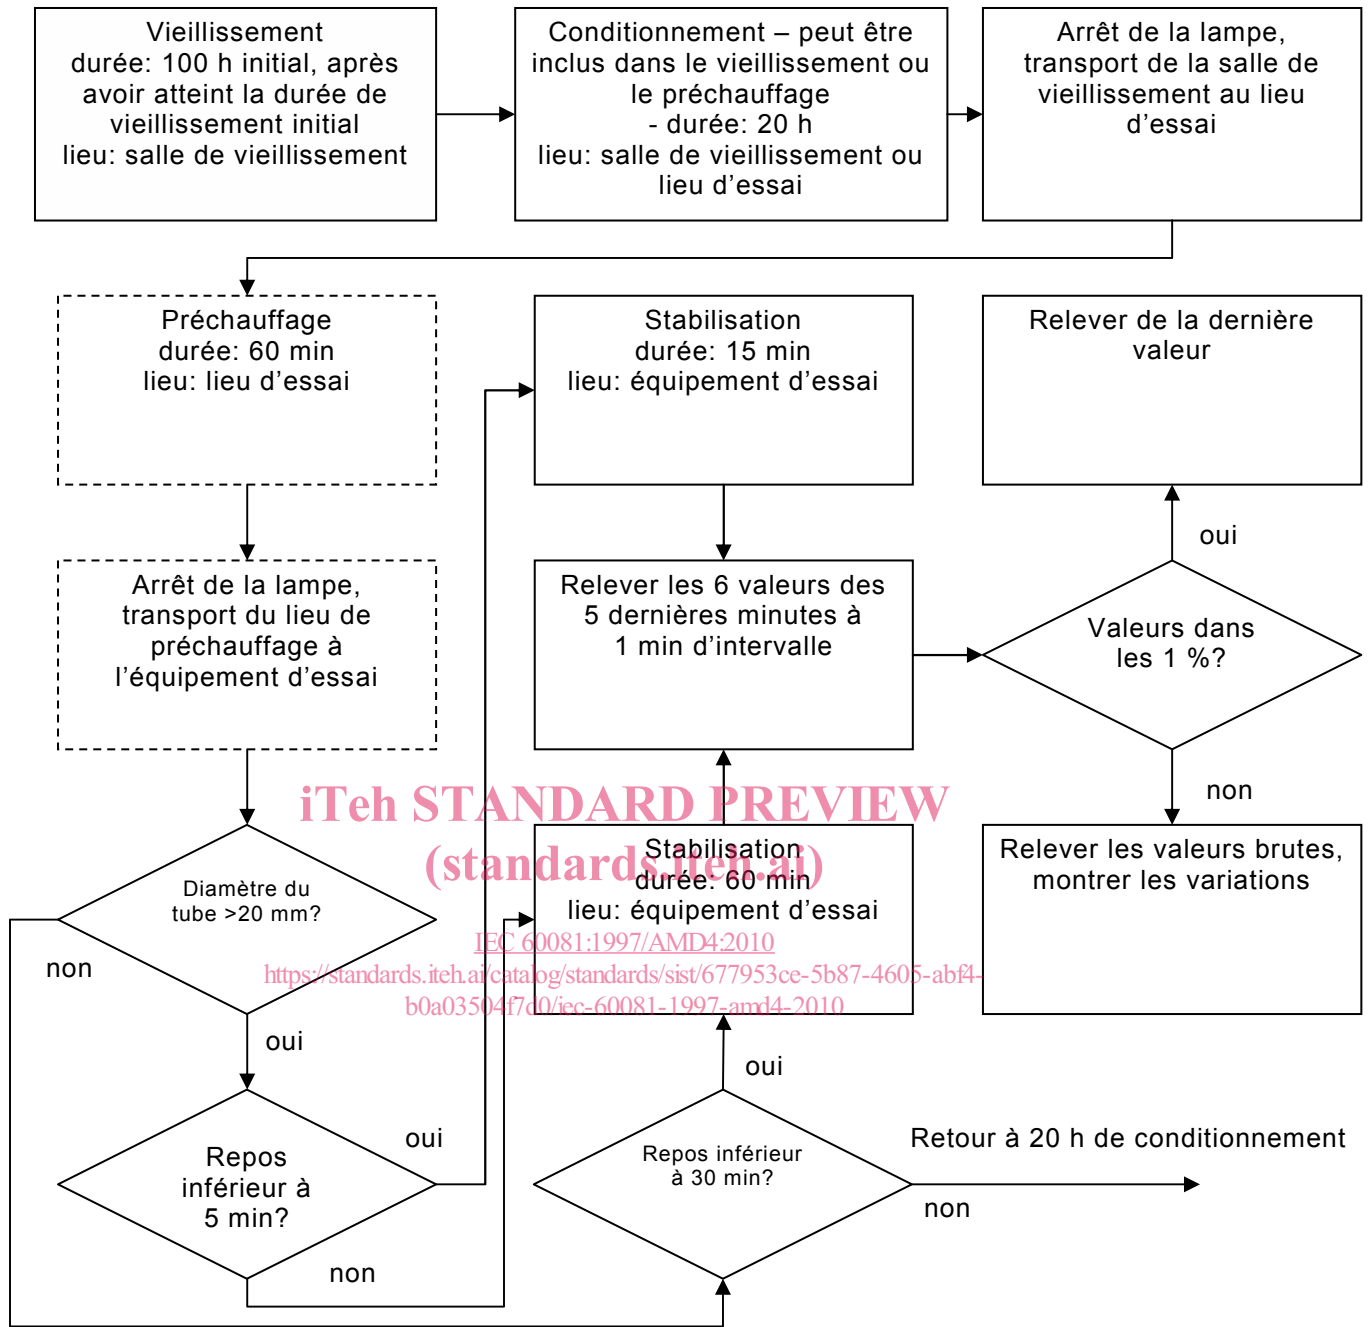 Vieillissement
durée: 100 h initial, après
avoir atteint la durée de
vieillissement initial
lieu: salle de vieillissement
Conditionnement – peut être
inclus dans le vieillissement ou
le préchauffage
- durée: 20 h
lieu: salle de vieillissement ou
lieu d'essai
Arrêt de la lampe,
transport de la salle de
vieillissement au lieu
d'essai
Préchauffage
durée: 60 min
lieu: lieu d'essai
Stabilisation
durée: 15 min
lieu: équipement d'essai
Relever de la dernière
valeur
oui
Arrêt de la lampe,
transport du lieu de
préchauffage à
l'équipement d'essai
Relever les 6 valeurs des
5 dernières minutes à
1 min d'intervalle
Valeurs dans
les 1 %?
non
iTeh STANDARD PREVIEW
(standards.iteh.ai)
Diamètre du
tube >20 mm?
non
oui
Stabilisation
durée: 60 min
lieu: équipement d'essai
Relever les valeurs brutes,
montrer les variations
IEC 60081:1997/AMD4:2010
https://standards.iteh.ai/catalog/standards/sist/677953ce-5b87-4605-abf4-
b0a03504f7d0/iec-60081-1997-amd4-2010
Repos
inférieur à
5 min?
oui
non
oui
Repos inférieur
à 30 min?
Retour à 20 h de conditionnement
non